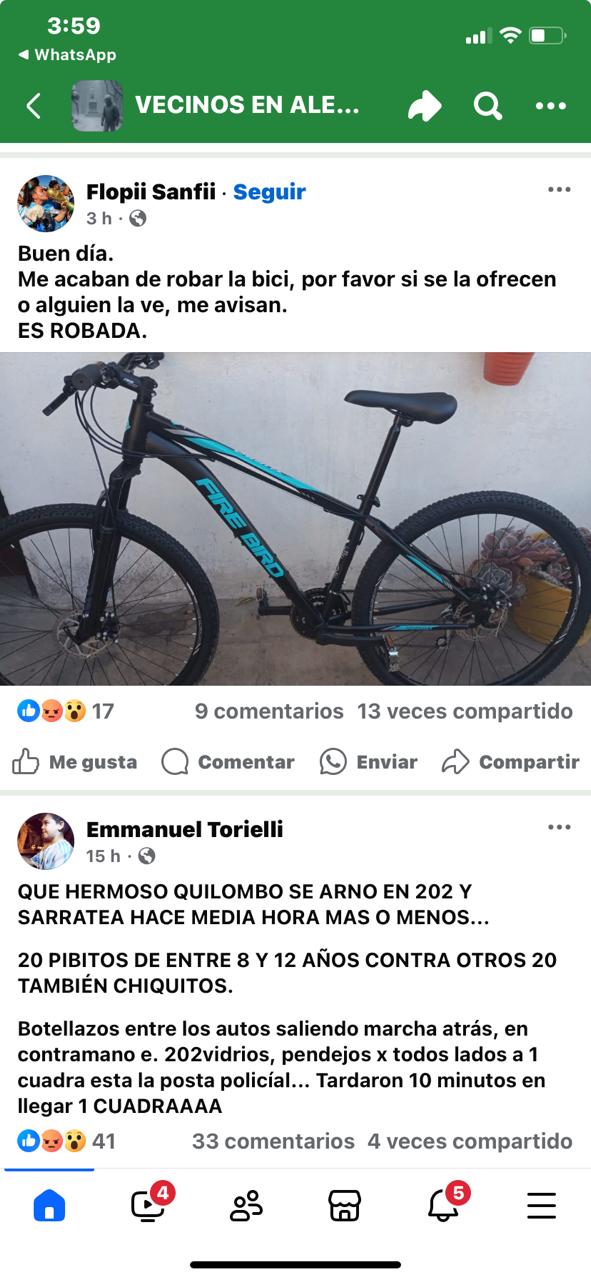 3:59
WhatsApp
VECINOS EN ALE...
Flopii Sanfii · Seguir
3 h ·
Buen día.
Me acaban de robar la bici, por favor si se la ofrecen
o alguien la ve, me avisan.
ES ROBADA.
FIRE BIRD
17
9 comentarios 13 veces compartido
Me gusta Comentar Enviar Compartir
Emmanuel Torielli
15 h ·
QUE HERMOSO QUILOMBO SE ARNO EN 202 Y
SARRATEA HACE MEDIA HORA MAS O MENOS...
20 PIBITOS DE ENTRE 8 Y 12 AÑOS CONTRA OTROS 20
TAMBIÉN CHIQUITOS.
Botellazos entre los autos saliendo marcha atrás, en
contramano e. 202vidrios, pendejos x todos lados a 1
cuadra esta la posta policíal... Tardaron 10 minutos en
llegar 1 CUADRAAAA
41
33 comentarios 4 veces compartido
4
5